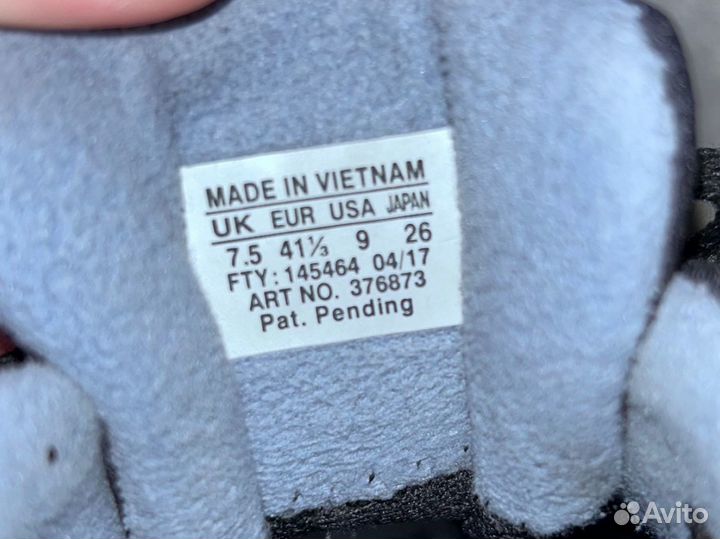 MADE IN VIETNAM
UK EUR USA JAPAN
7.5 41⅓ 9 26
FTY: 145464 04/17
ART NO. 376873
Pat. Pending
Avito